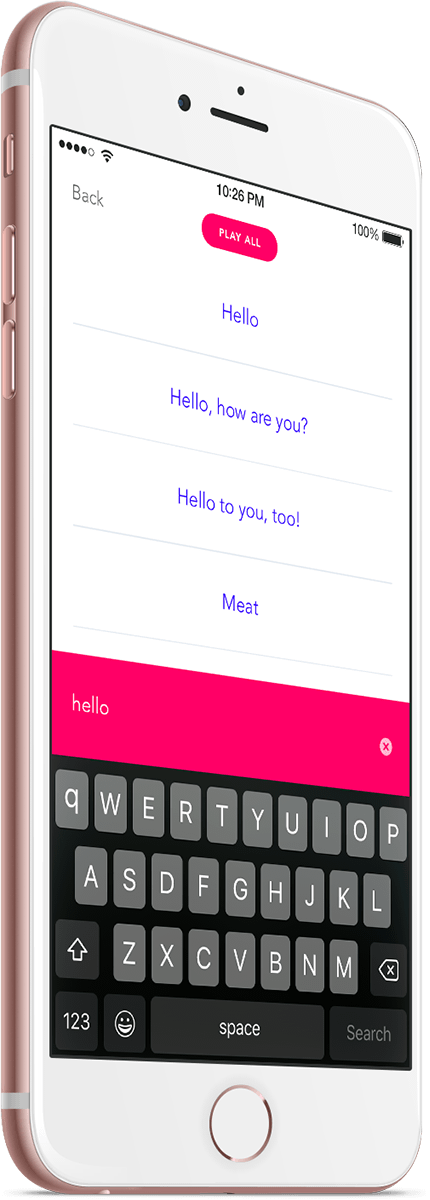 10:26 PM
100%
Back
PLAY ALL
Hello
Hello, how are you?
Hello to you, too!
Meat
hello
q W E R T Y U I O P
A S D F G H J K L
Z X C V B N M
123 space Search